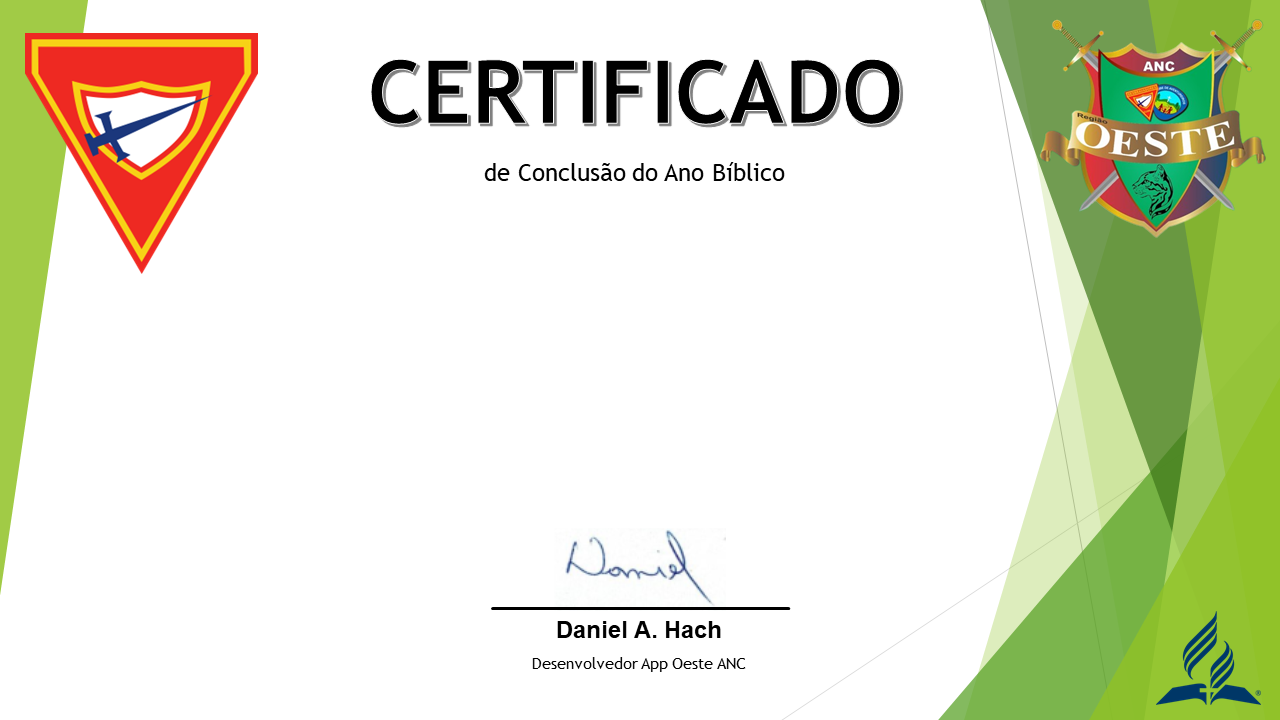 CERTIFICADO
de Conclusão do Ano Bíblico
ANC
Região
OESTE
Daniel
Daniel A. Hach
Desenvolvedor App Oeste ANC
®